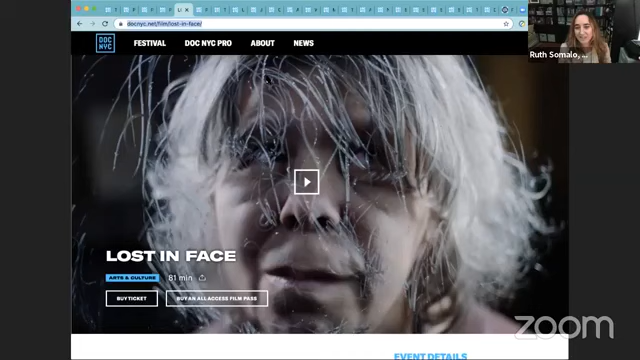 docnyc.net/film/lost-in-face/
DOC
NYC
FESTIVAL
DOC NYC PRO
ABOUT
NEWS
Ruth Somalo, ...
LOST IN FACE
ARTS & CULTURE
81 min
BUY TICKET
BUY AN ALL ACCESS FILM PASS
EVENT DETAILS
zoom